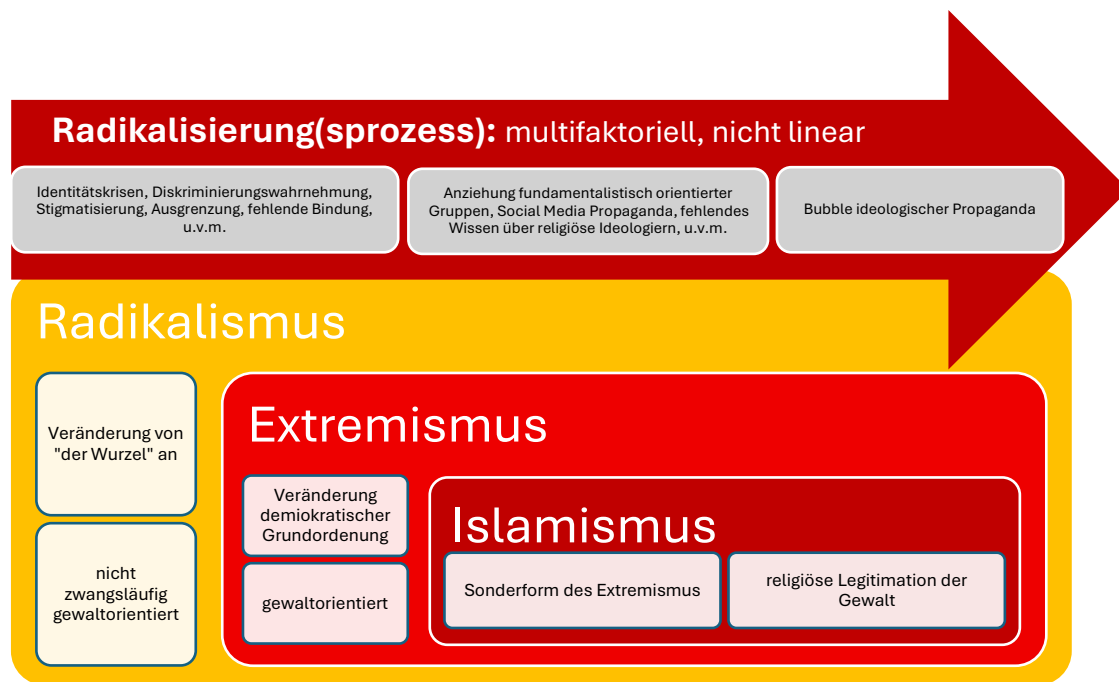 Radikalisierung(sprozess): multifaktoriell, nicht linear
Identitätskrisen, Diskriminierungswahrnehmung,
Stigmatisierung, Ausgrenzung, fehlende Bindung,
u.v.m.
Anziehung fundamentalistisch orientierter
Gruppen, Social Media Propaganda, fehlendes
Wissen über religiöse Ideologiern, u.v.m.
Bubble ideologischer Propaganda
Radikalismus
Veränderung von
"der Wurzel" an
nicht
zwangsläufig
gewaltorientiert
Extremismus
Veränderung
demiokratischer
Grundordenung
gewaltorientiert
Islamismus
Sonderform des Extremismus
religiöse Legitimation der
Gewalt